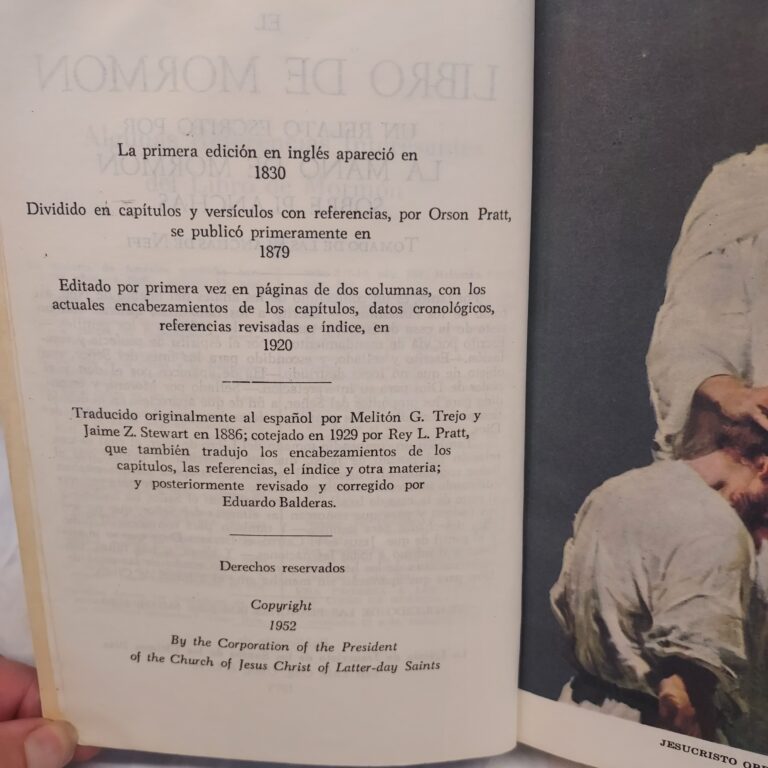 La primera edición en inglés apareció en
1830
Dividido en capítulos y versículos con referencias, por Orson Pratt,
se publicó primeramente en
1879
Editado por primera vez en páginas de dos columnas, con los
actuales encabezamientos de los capítulos, datos cronológicos,
referencias revisadas e índice, en
1920
Traducido originalmente al español por Melitón G. Trejo y
Jaime Z. Stewart en 1886; cotejado en 1929 por Rey L. Pratt,
que también tradujo los encabezamientos de los
capítulos, las referencias, el índice y otra materia;
y posteriormente revisado y corregido por
Eduardo Balderas.
Derechos reservados
Copyright
1952
By the Corporation of the President
of the Church of Jesus Christ of Latter-day Saints
JESUCRISTO